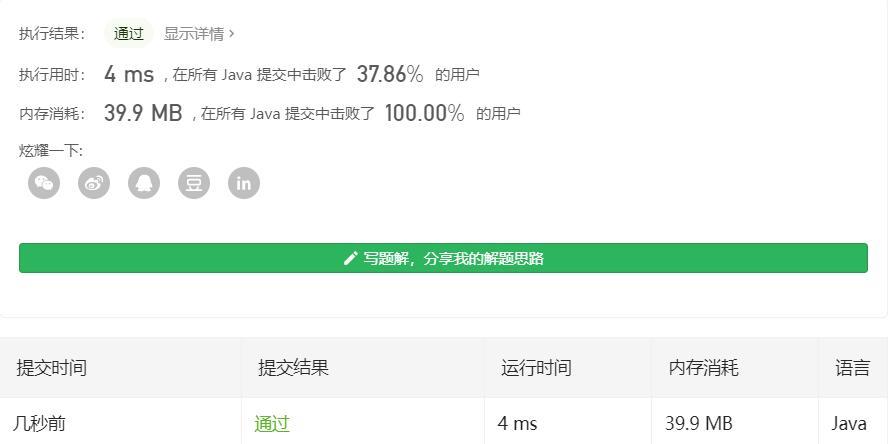 执行结果： 通过 显示详情 ›
执行用时： 4 ms , 在所有 Java 提交中击败了 37.86% 的用户
内存消耗： 39.9 MB , 在所有 Java 提交中击败了 100.00% 的用户
炫耀一下:
豆 in
写题解，分享我的解题思路
提交时间 提交结果 运行时间 内存消耗 语言
几秒前 通过 4 ms 39.9 MB Java